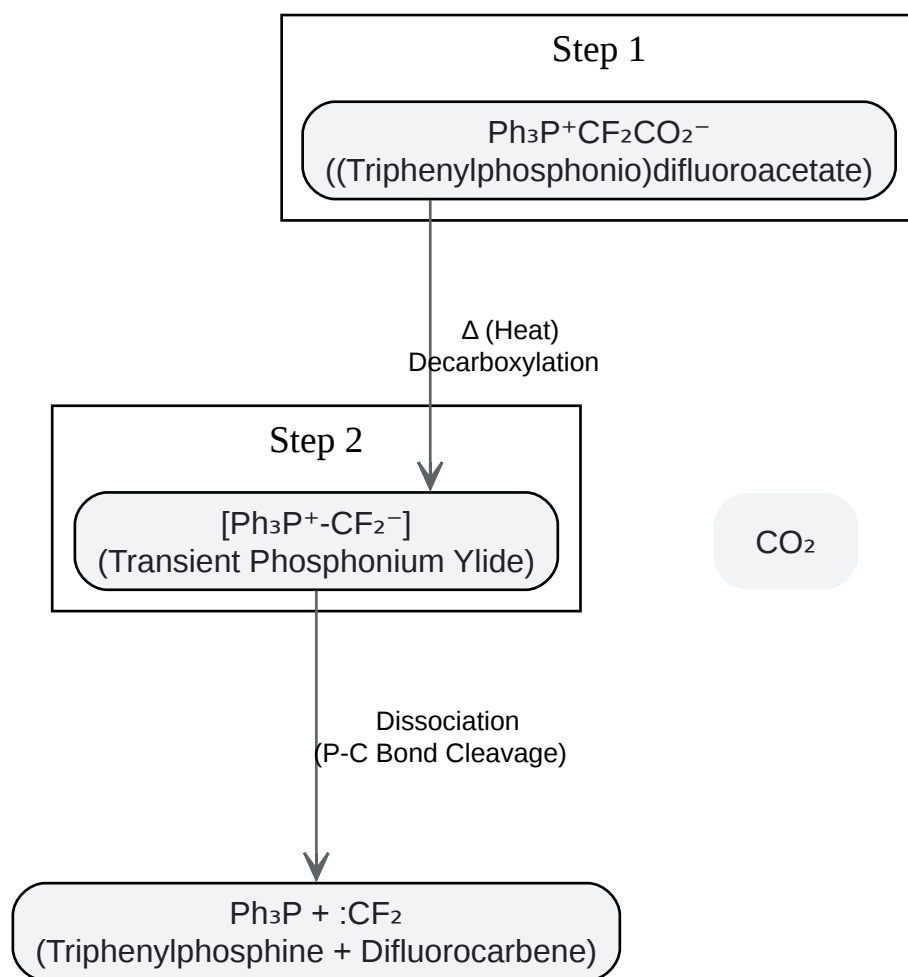 Step 1
Ph₃P⁺CF₂CO₂⁻
((Triphenylphosphonio)difluoroacetate)
Δ (Heat)
Decarboxylation
Step 2
[Ph₃P⁺-CF₂⁻]
(Transient Phosphonium Ylide)
CO₂
Dissociation
(P-C Bond Cleavage)
Ph₃P + :CF₂
(Triphenylphosphine + Difluorocarbene)